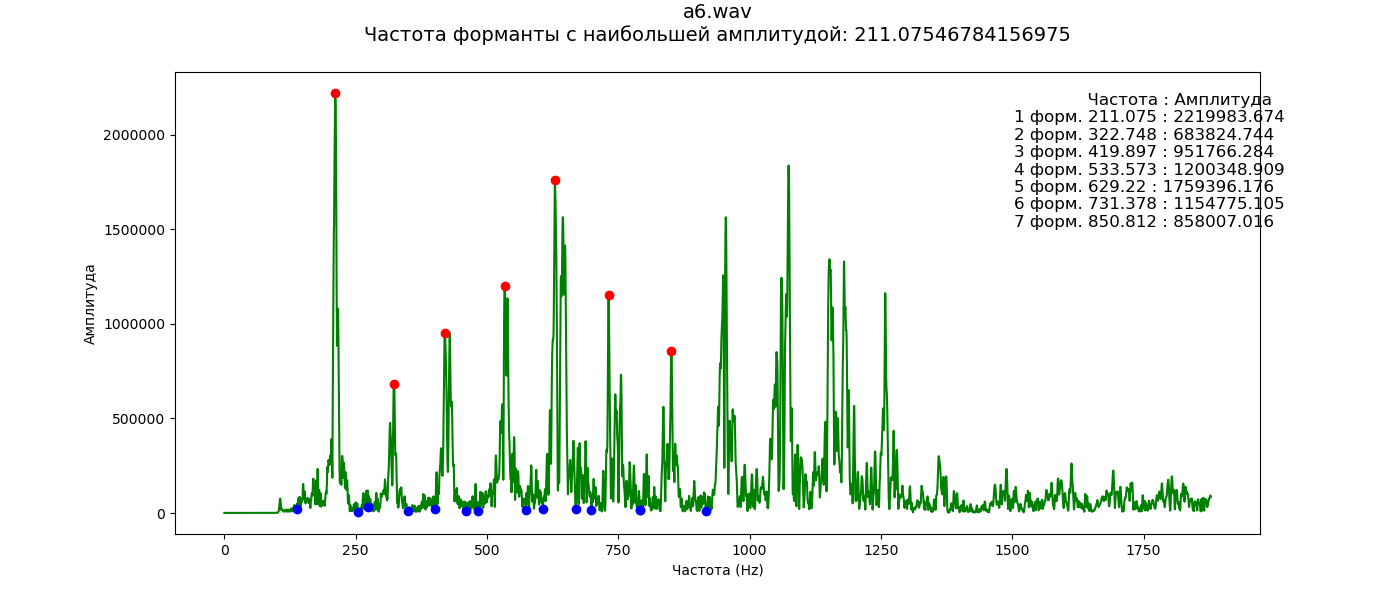 a6.wav
Частота форманты с наибольшей амплитудой: 211.07546784156975
Частота : Амплитуда
1 форм. 211.075 : 2219983.674
2 форм. 322.748 : 683824.744
3 форм. 419.897 : 951766.284
4 форм. 533.573 : 1200348.909
5 форм. 629.22 : 1759396.176
6 форм. 731.378 : 1154775.105
7 форм. 850.812 : 858007.016
Амплитуда
2000000
1500000
1000000
500000
0
0 250 500 750 1000 1250 1500 1750
Частота (Hz)